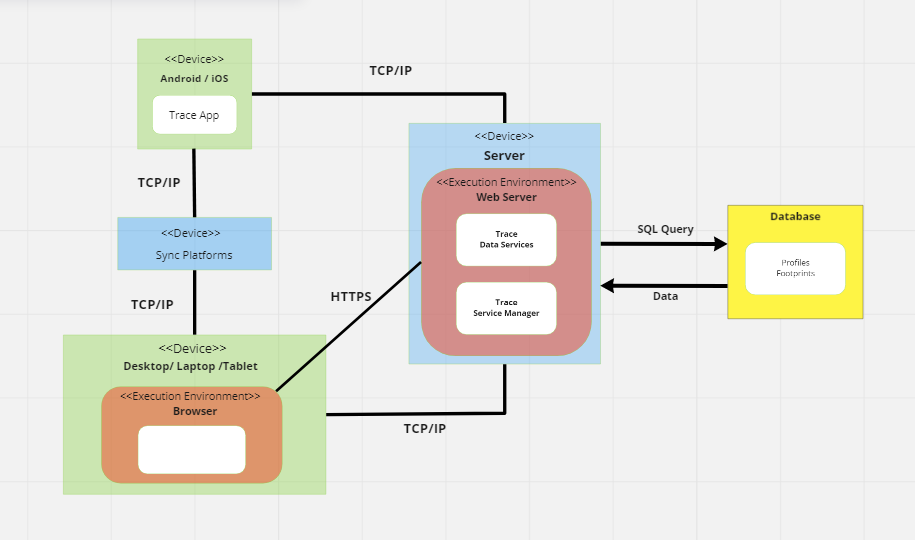 <<Device>>
Android / iOS
Trace App
TCP/IP
TCP/IP
<<Device>>
Sync Platforms
TCP/IP
<<Device>>
Desktop/ Laptop /Tablet
<<Execution Environment>>
Browser
HTTPS
TCP/IP
<<Device>>
Server
<<Execution Environment>>
Web Server
Trace
Data Services
Trace
Service Manager
SQL Query
Data
Database
Profiles
Footprints